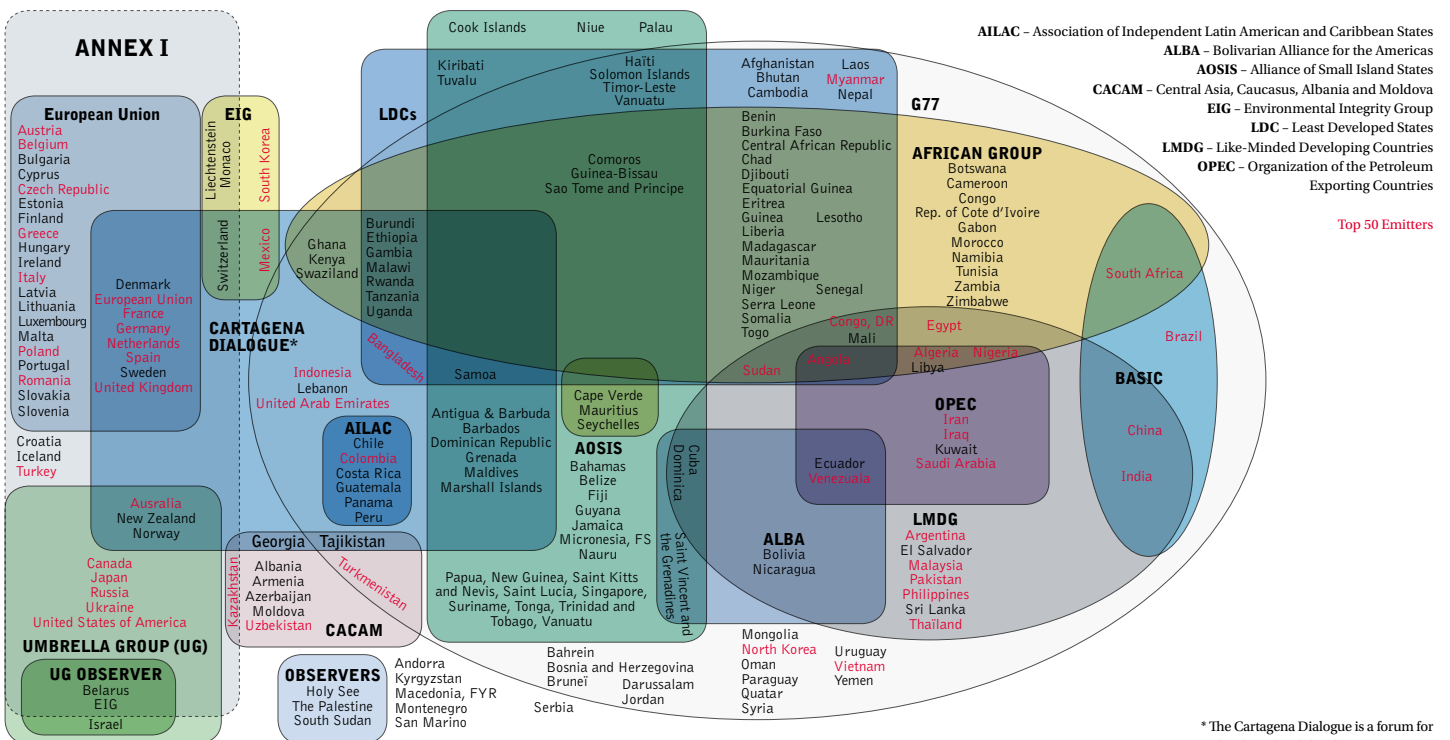 ANNEX I
European Union
Austria
Belgium
Bulgaria
Cyprus
Czech Republic
Estonia
Finland
Greece
Hungary
Ireland
Italy
Latvia
Lithuania
Luxembourg
Malta
Poland
Portugal
Romania
Slovakia
Slovenia
Croatia
Iceland
Turkey
Denmark
European Union
France
Germany
Netherlands
Spain
Sweden
United Kingdom
EIG
Liechtenstein
Monaco
South Korea
Switzerland
Mexico
CARTAGENA
DIALOGUE*
Ausralia
New Zealand
Norway
Canada
Japan
Russia
Ukraine
United States of America
UMBRELLA GROUP (UG)
UG OBSERVER
Belarus
EIG
Israel
Georgia Tajikistan
Kazakhstan
Albania
Armenia
Azerbaijan
Moldova
Uzbekistan
Turkmenistan
CACAM
OBSERVERS
Holy See
The Palestine
South Sudan
Andorra
Kyrgyzstan
Macedonia, FYR
Montenegro
San Marino
Ghana
Kenya
Swaziland
Indonesia
Lebanon
United Arab Emirates
AILAC
Chile
Colombia
Costa Rica
Guatemala
Panama
Peru
LDCs
Burundi
Ethiopia
Gambia
Malawi
Rwanda
Tanzania
Uganda
Bangladesh
Cook Islands Niue Palau
Kiribati
Tuvalu
Haïti
Solomon Islands
Timor-Leste
Vanuatu
Comoros
Guinea-Bissau
Sao Tome and Principe
Samoa
Antigua & Barbuda
Barbados
Dominican Republic
Grenada
Maldives
Marshall Islands
Cape Verde
Mauritius
Seychelles
AOSIS
Bahamas
Belize
Fiji
Guyana
Jamaica
Micronesia, FS
Nauru
Papua, New Guinea, Saint Kitts
and Nevis, Saint Lucia, Singapore,
Suriname, Tonga, Trinidad and
Tobago, Vanuatu
Cuba
Dominica
Saint Vincent and
the Grenadines
Bahrein
Bosnia and Herzegovina
Bruneï
Darussalam
Jordan
Serbia
Afghanistan
Bhutan
Cambodia
Laos
Myanmar
Nepal
G77
Benin
Burkina Faso
Central African Republic
Chad
Djibouti
Equatorial Guinea
Eritrea
Guinea Lesotho
Liberia
Madagascar
Mauritania
Mozambique
Niger Senegal
Serra Leone
Somalia
Togo
Congo, DR
Mali
Sudan
Angola
AFRICAN GROUP
Botswana
Cameroon
Congo
Rep. of Cote d’Ivoire
Gabon
Morocco
Namibia
Tunisia
Zambia
Zimbabwe
Egypt
Algeria Nigeria
Libya
OPEC
Iran
Iraq
Kuwait
Saudi Arabia
Ecuador
Venezuala
ALBA
Bolivia
Nicaragua
LMDG
Argentina
El Salvador
Malaysia
Pakistan
Philippines
Sri Lanka
Thaïland
South Africa
Brazil
BASIC
China
India
Mongolia
North Korea
Oman
Paraguay
Quatar
Syria
Uruguay
Vietnam
Yemen
AILAC – Association of Independent Latin American and Caribbean States
ALBA – Bolivarian Alliance for the Americas
AOSIS – Alliance of Small Island States
CACAM – Central Asia, Caucasus, Albania and Moldova
EIG – Environmental Integrity Group
LDC – Least Developed States
LMDG – Like-Minded Developing Countries
OPEC – Organization of the Petroleum
Exporting Countries
Top 50 Emitters
* The Cartagena Dialogue is a forum for